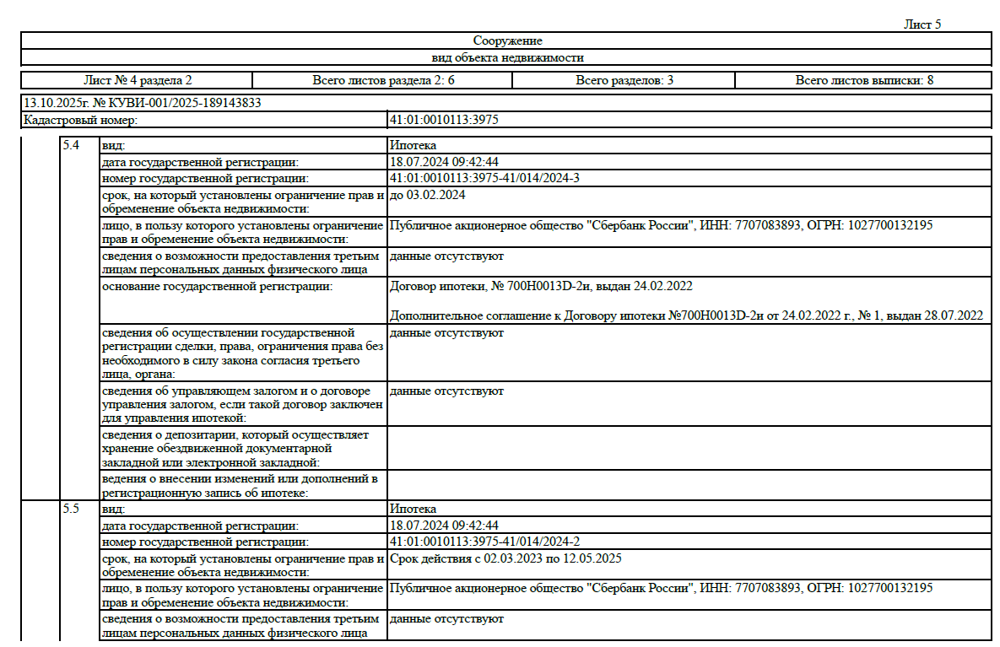 Лист 5
Сооружение
вид объекта недвижимости
Лист № 4 раздела 2
Всего листов раздела 2: 6
Всего разделов: 3
Всего листов выписки: 8
13.10.2025г. № КУВИ-001/2025-189143833
Кадастровый номер:
41:01:0010113:3975
5.4
вид:
Ипотека
дата государственной регистрации:
18.07.2024 09:42:44
номер государственной регистрации:
41:01:0010113:3975-41/014/2024-3
срок, на который установлены ограничение прав и
обременение объекта недвижимости:
до 03.02.2024
лицо, в пользу которого установлены ограничение
прав и обременение объекта недвижимости:
Публичное акционерное общество "Сбербанк России", ИНН: 7707083893, ОГРН: 1027700132195
сведения о возможности предоставления третьим
лицам персональных данных физического лица
данные отсутствуют
основание государственной регистрации:
Договор ипотеки, № 700Н0013D-2и, выдан 24.02.2022
Дополнительное соглашение к Договору ипотеки №700Н0013D-2и от 24.02.2022 г., № 1, выдан 28.07.2022
сведения об осуществлении государственной
регистрации сделки, права, ограничения права без
необходимого в силу закона согласия третьего
лица, органа:
данные отсутствуют
сведения об управляющем залогом и о договоре
управления залогом, если такой договор заключен
для управления ипотекой:
данные отсутствуют
сведения о депозитарии, который осуществляет
хранение обездвиженной документарной
закладной или электронной закладной:
ведения о внесении изменений или дополнений в
регистрационную запись об ипотеке:
5.5
вид:
Ипотека
дата государственной регистрации:
18.07.2024 09:42:44
номер государственной регистрации:
41:01:0010113:3975-41/014/2024-2
срок, на который установлены ограничение прав и
обременение объекта недвижимости:
Срок действия с 02.03.2023 по 12.05.2025
лицо, в пользу которого установлены ограничение
прав и обременение объекта недвижимости:
Публичное акционерное общество "Сбербанк России", ИНН: 7707083893, ОГРН: 1027700132195
сведения о возможности предоставления третьим
лицам персональных данных физического лица
данные отсутствуют